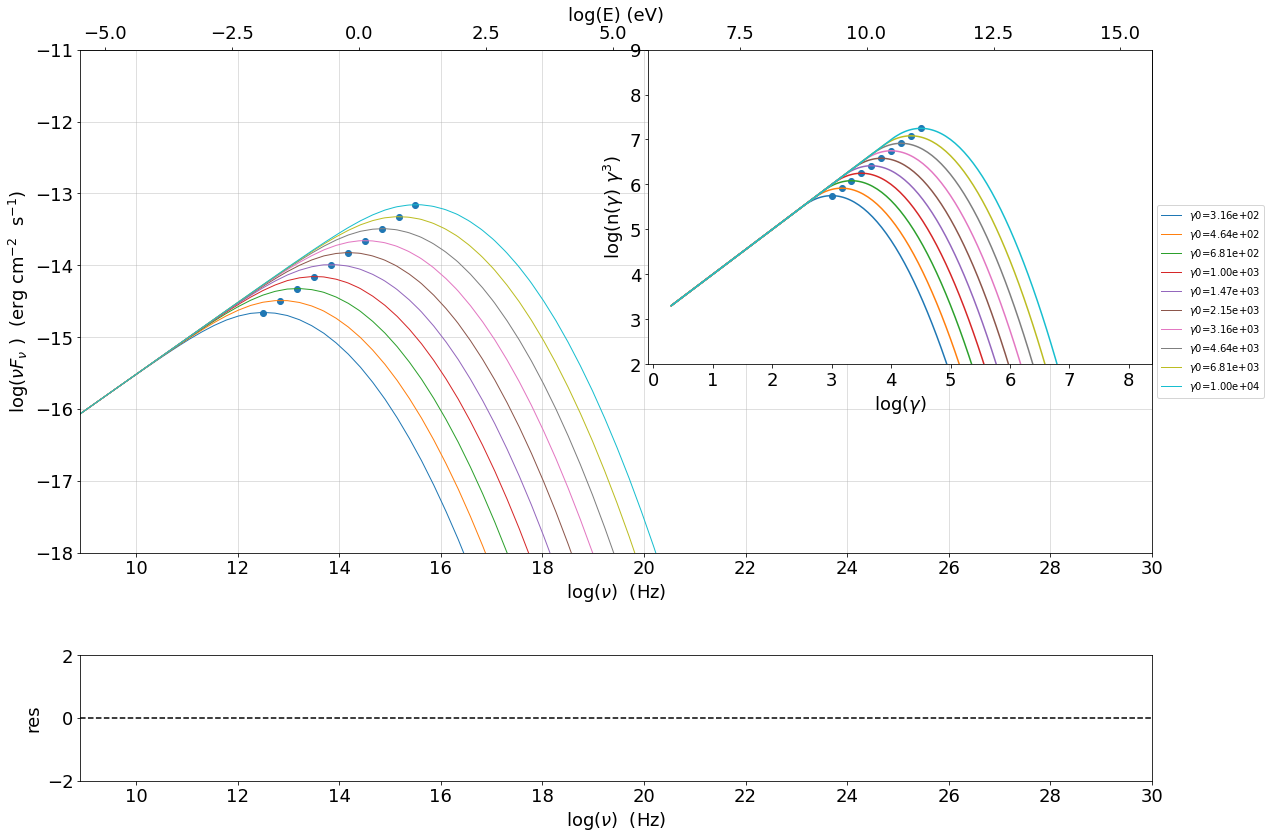 log(E) (eV)
−5.0 −2.5 0.0 2.5 5.0 7.5 10.0 12.5 15.0
−11
−12
−13
−14
−15
−16
−17
−18
log(νFν ) (erg cm⁻² s⁻¹)
10 12 14 16 18 20 22 24 26 28 30
log(ν) (Hz)
9
8
7
6
5
4
3
2
log(n(γ) γ³)
0 1 2 3 4 5 6 7 8
log(γ)
γ0=3.16e+02
γ0=4.64e+02
γ0=6.81e+02
γ0=1.00e+03
γ0=1.47e+03
γ0=2.15e+03
γ0=3.16e+03
γ0=4.64e+03
γ0=6.81e+03
γ0=1.00e+04
2
0
−2
res
10 12 14 16 18 20 22 24 26 28 30
log(ν) (Hz)